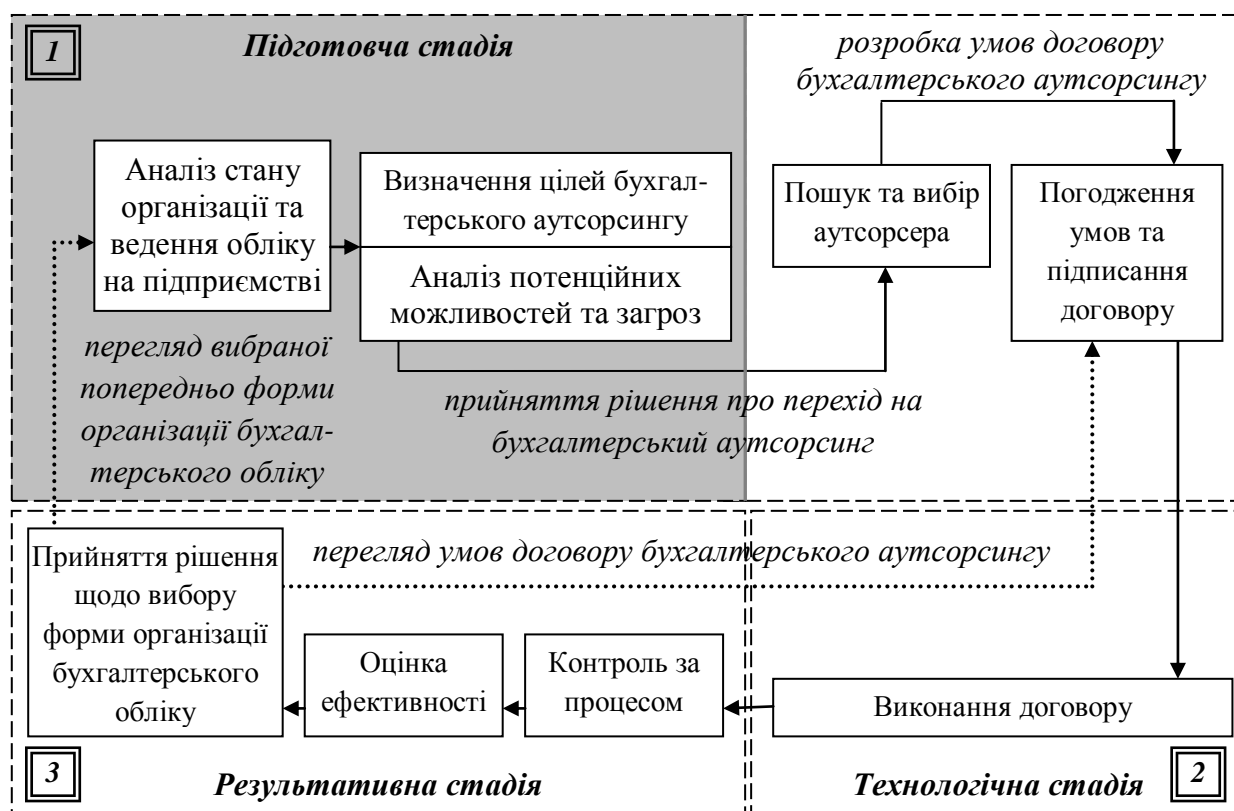 1
Підготовча стадія
Аналіз стану
організації та
ведення обліку
на підприємстві
Визначення цілей бухгал-
терського аутсорсингу
Аналіз потенційних
можливостей та загроз
перегляд вибраної
попередньо форми
організації бухгал-
терського обліку
прийняття рішення про перехід на
бухгалтерський аутсорсинг
розробка умов договору
бухгалтерського аутсорсингу
Пошук та вибір
аутсорсера
Погодження
умов та
підписання
договору
Прийняття рішення
щодо вибору
форми організації
бухгалтерського
обліку
перегляд умов договору бухгалтерського аутсорсингу
Оцінка
ефективності
Контроль за
процесом
Виконання договору
3
Результативна стадія
Технологічна стадія
2